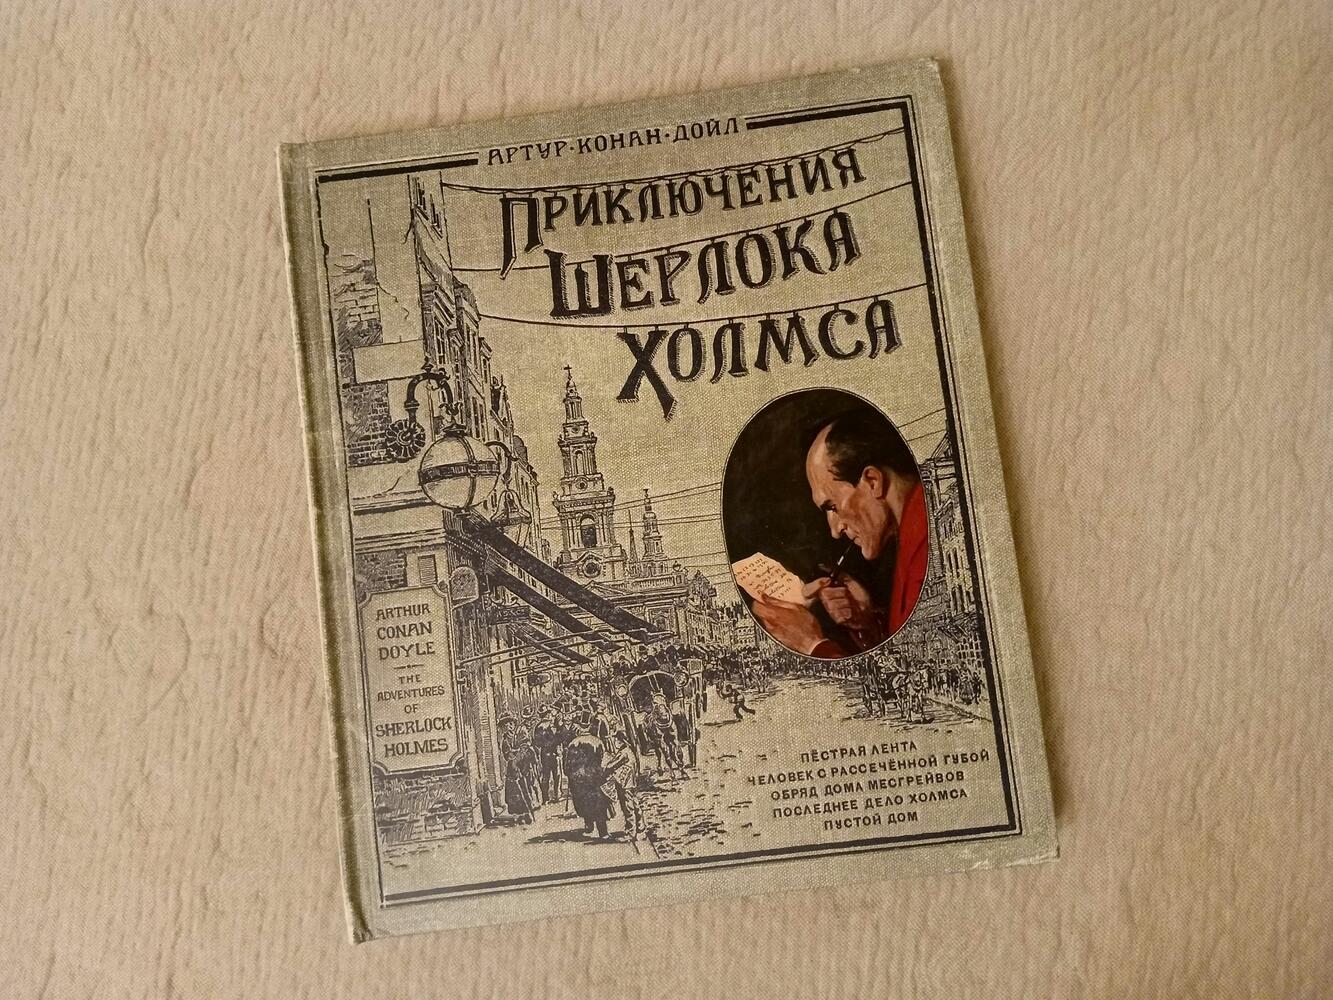 АРТУР·КОНАН·ДОЙЛ
ПРИКЛЮЧЕНИЯ
ШЕРЛОКА
ХОЛМСА
ARTHUR
CONAN
DOYLE
THE
ADVENTURES
OF
SHERLOCK
HOLMES
ПЁСТРАЯ ЛЕНТА
ЧЕЛОВЕК С РАССЕЧЁННОЙ ГУБОЙ
ОБРЯД ДОМА МЕСГРЕЙВОВ
ПОСЛЕДНЕЕ ДЕЛО ХОЛМСА
ПУСТОЙ ДОМ